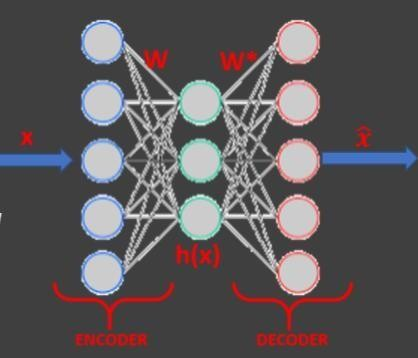 W W*
x x̂
h(x)
ENCODER DECODER